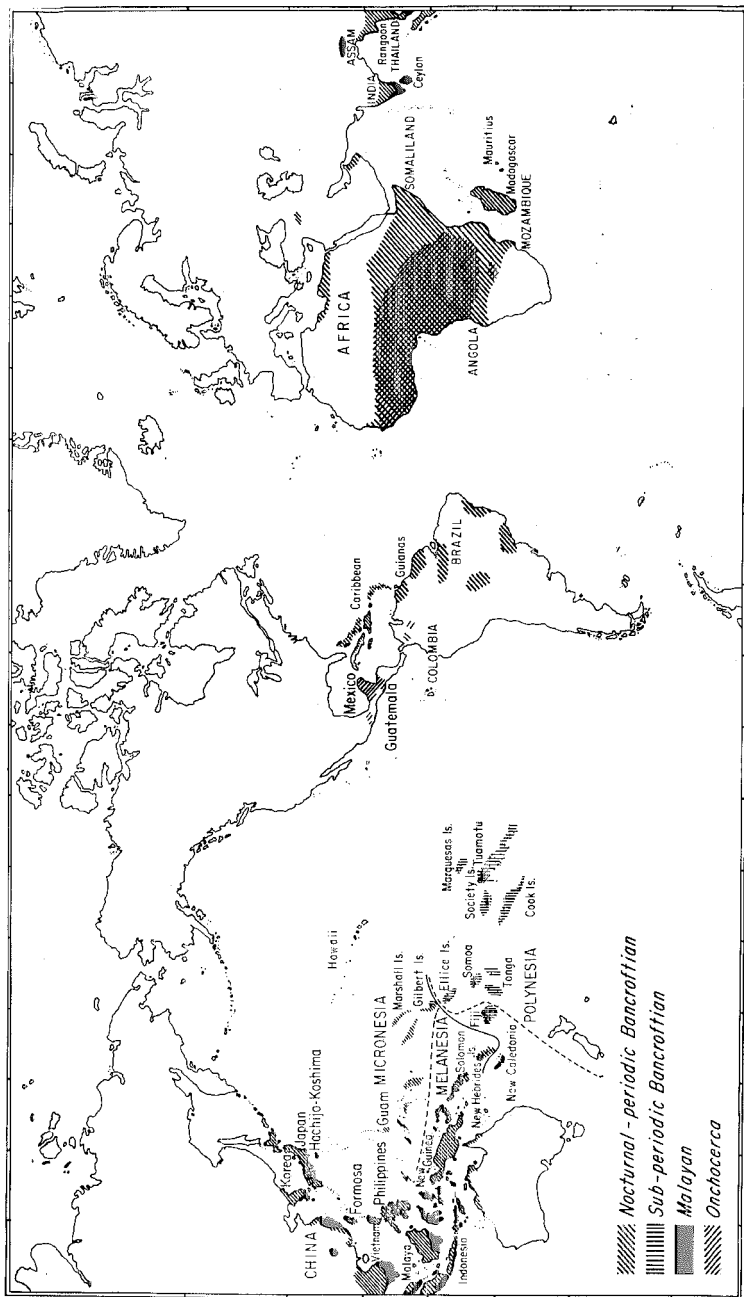 ASSAM
INDIA
Rangoon
THAILAND
Ceylon
SOMALILAND
Mauritius
Madagascar
MOZAMBIQUE
AFRICA
ANGOLA
Caribbean
Mexico
Guatemala
Guianas
COLOMBIA
BRAZIL
Hawaii
Marquesas Is.
Society Is.
Tuamotu
Cook Is.
Marshall Is.
Gilbert Is.
Ellice Is.
Samoa
Tonga
Fiji
POLYNESIA
MICRONESIA
Guam
MELANESIA
Solomon Is.
New Hebrides
New Caledonia
New Guinea
Korea
Japan
Hachijo-Koshima
CHINA
Formosa
Philippines
Vietnam
Malaya
Indonesia
Nocturnal-periodic Bancroftian
Sub-periodic Bancroftian
Malayan
Onchocerca